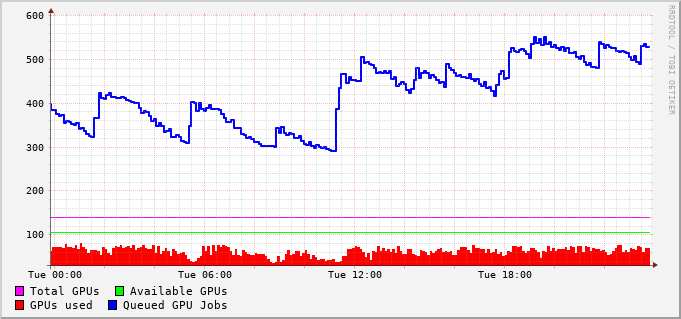 600
500
400
300
200
100
Tue 00:00 Tue 06:00 Tue 12:00 Tue 18:00
Total GPUs Available GPUs
GPUs used Queued GPU Jobs
RRDTOOL / TOBI OETIKER